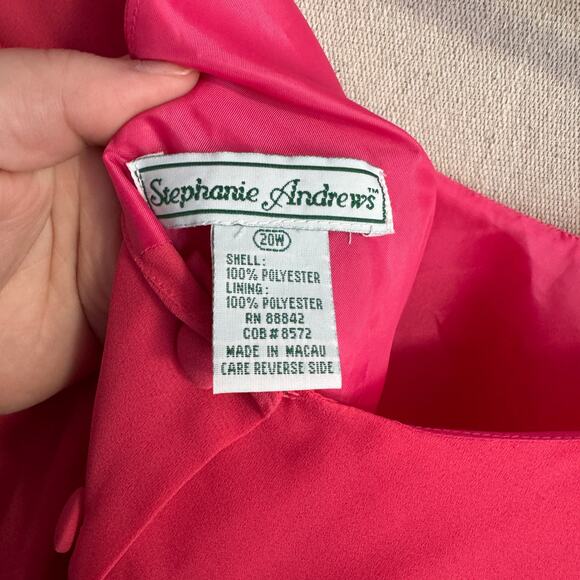 Stephanie Andrews™
20W
SHELL:
100% POLYESTER
LINING:
100% POLYESTER
RN 88842
COB # 8572
MADE IN MACAU
CARE REVERSE SIDE